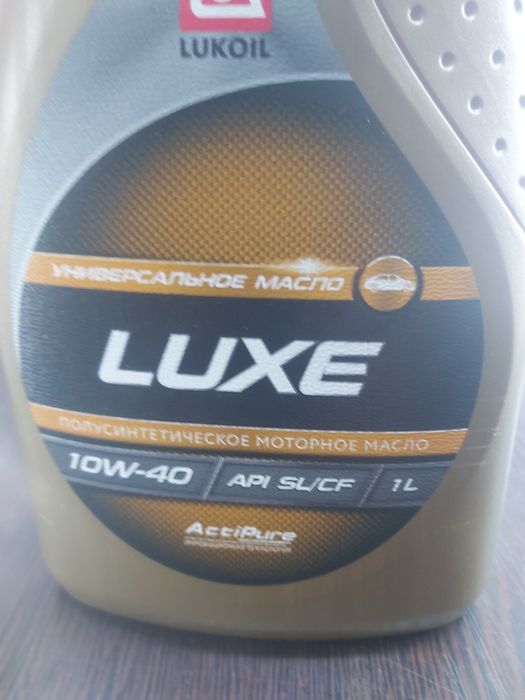 LUKOIL
УНИВЕРСАЛЬНОЕ МАСЛО
LUXE
ПОЛУСИНТЕТИЧЕСКОЕ МОТОРНОЕ МАСЛО
10W-40 API SL/CF 1L
ActiPure